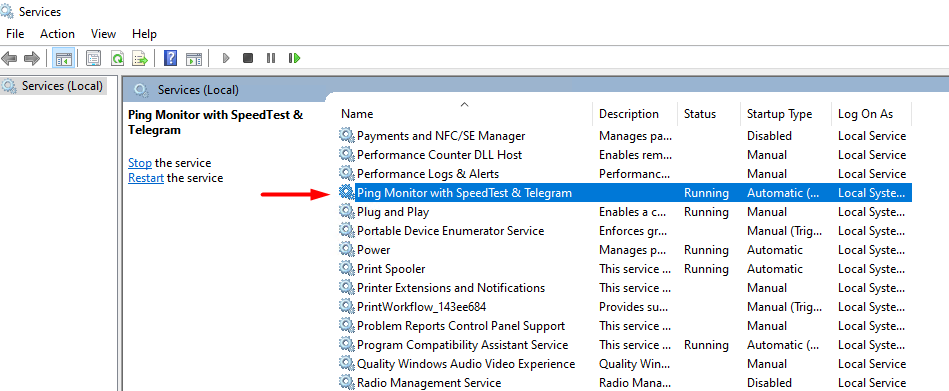 Services
File Action View Help
Services (Local)
Services (Local)
Ping Monitor with SpeedTest &
Telegram
Stop the service
Restart the service
Name Description Status Startup Type Log On As
Payments and NFC/SE Manager Manages pa... Disabled Local Service
Performance Counter DLL Host Enables rem... Manual Local Service
Performance Logs & Alerts Performanc... Manual Local Service
Ping Monitor with SpeedTest & Telegram Running Automatic (... Local Syste...
Plug and Play Enables a c... Running Manual Local Syste...
Portable Device Enumerator Service Enforces gr... Manual (Trig... Local Syste...
Power Manages p... Running Automatic Local Syste...
Print Spooler This service ... Running Automatic Local Syste...
Printer Extensions and Notifications This service ... Manual Local Syste...
PrintWorkflow_143ee684 Provides su... Manual (Trig... Local Syste...
Problem Reports Control Panel Support This service ... Manual Local Syste...
Program Compatibility Assistant Service This service ... Running Automatic (... Local Syste...
Quality Windows Audio Video Experience Quality Win... Manual Local Service
Radio Management Service Radio Mana... Disabled Local Service